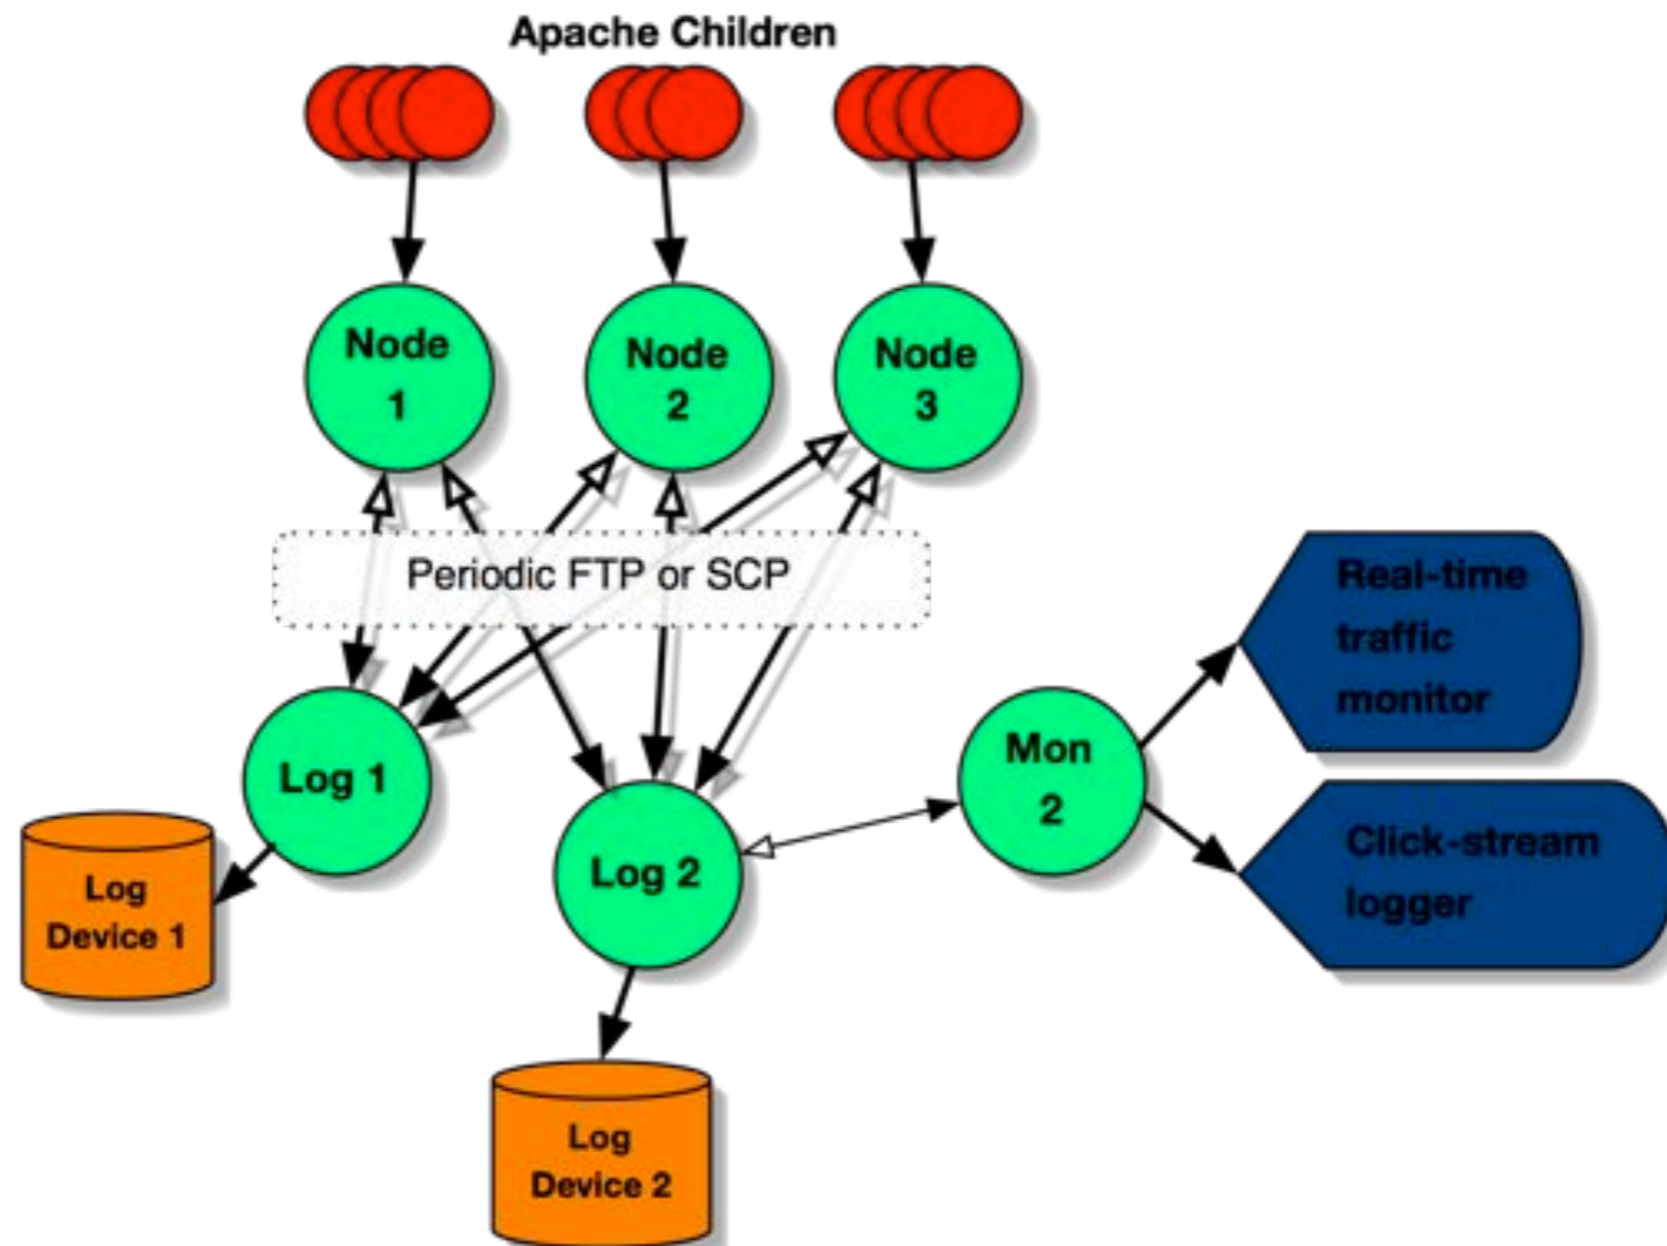 Apache Children
Node
1
Node
2
Node
3
Periodic FTP or SCP
Real-time
traffic
monitor
Log 1
Mon
2
Click-stream
logger
Log 2
Log
Device 1
Log
Device 2